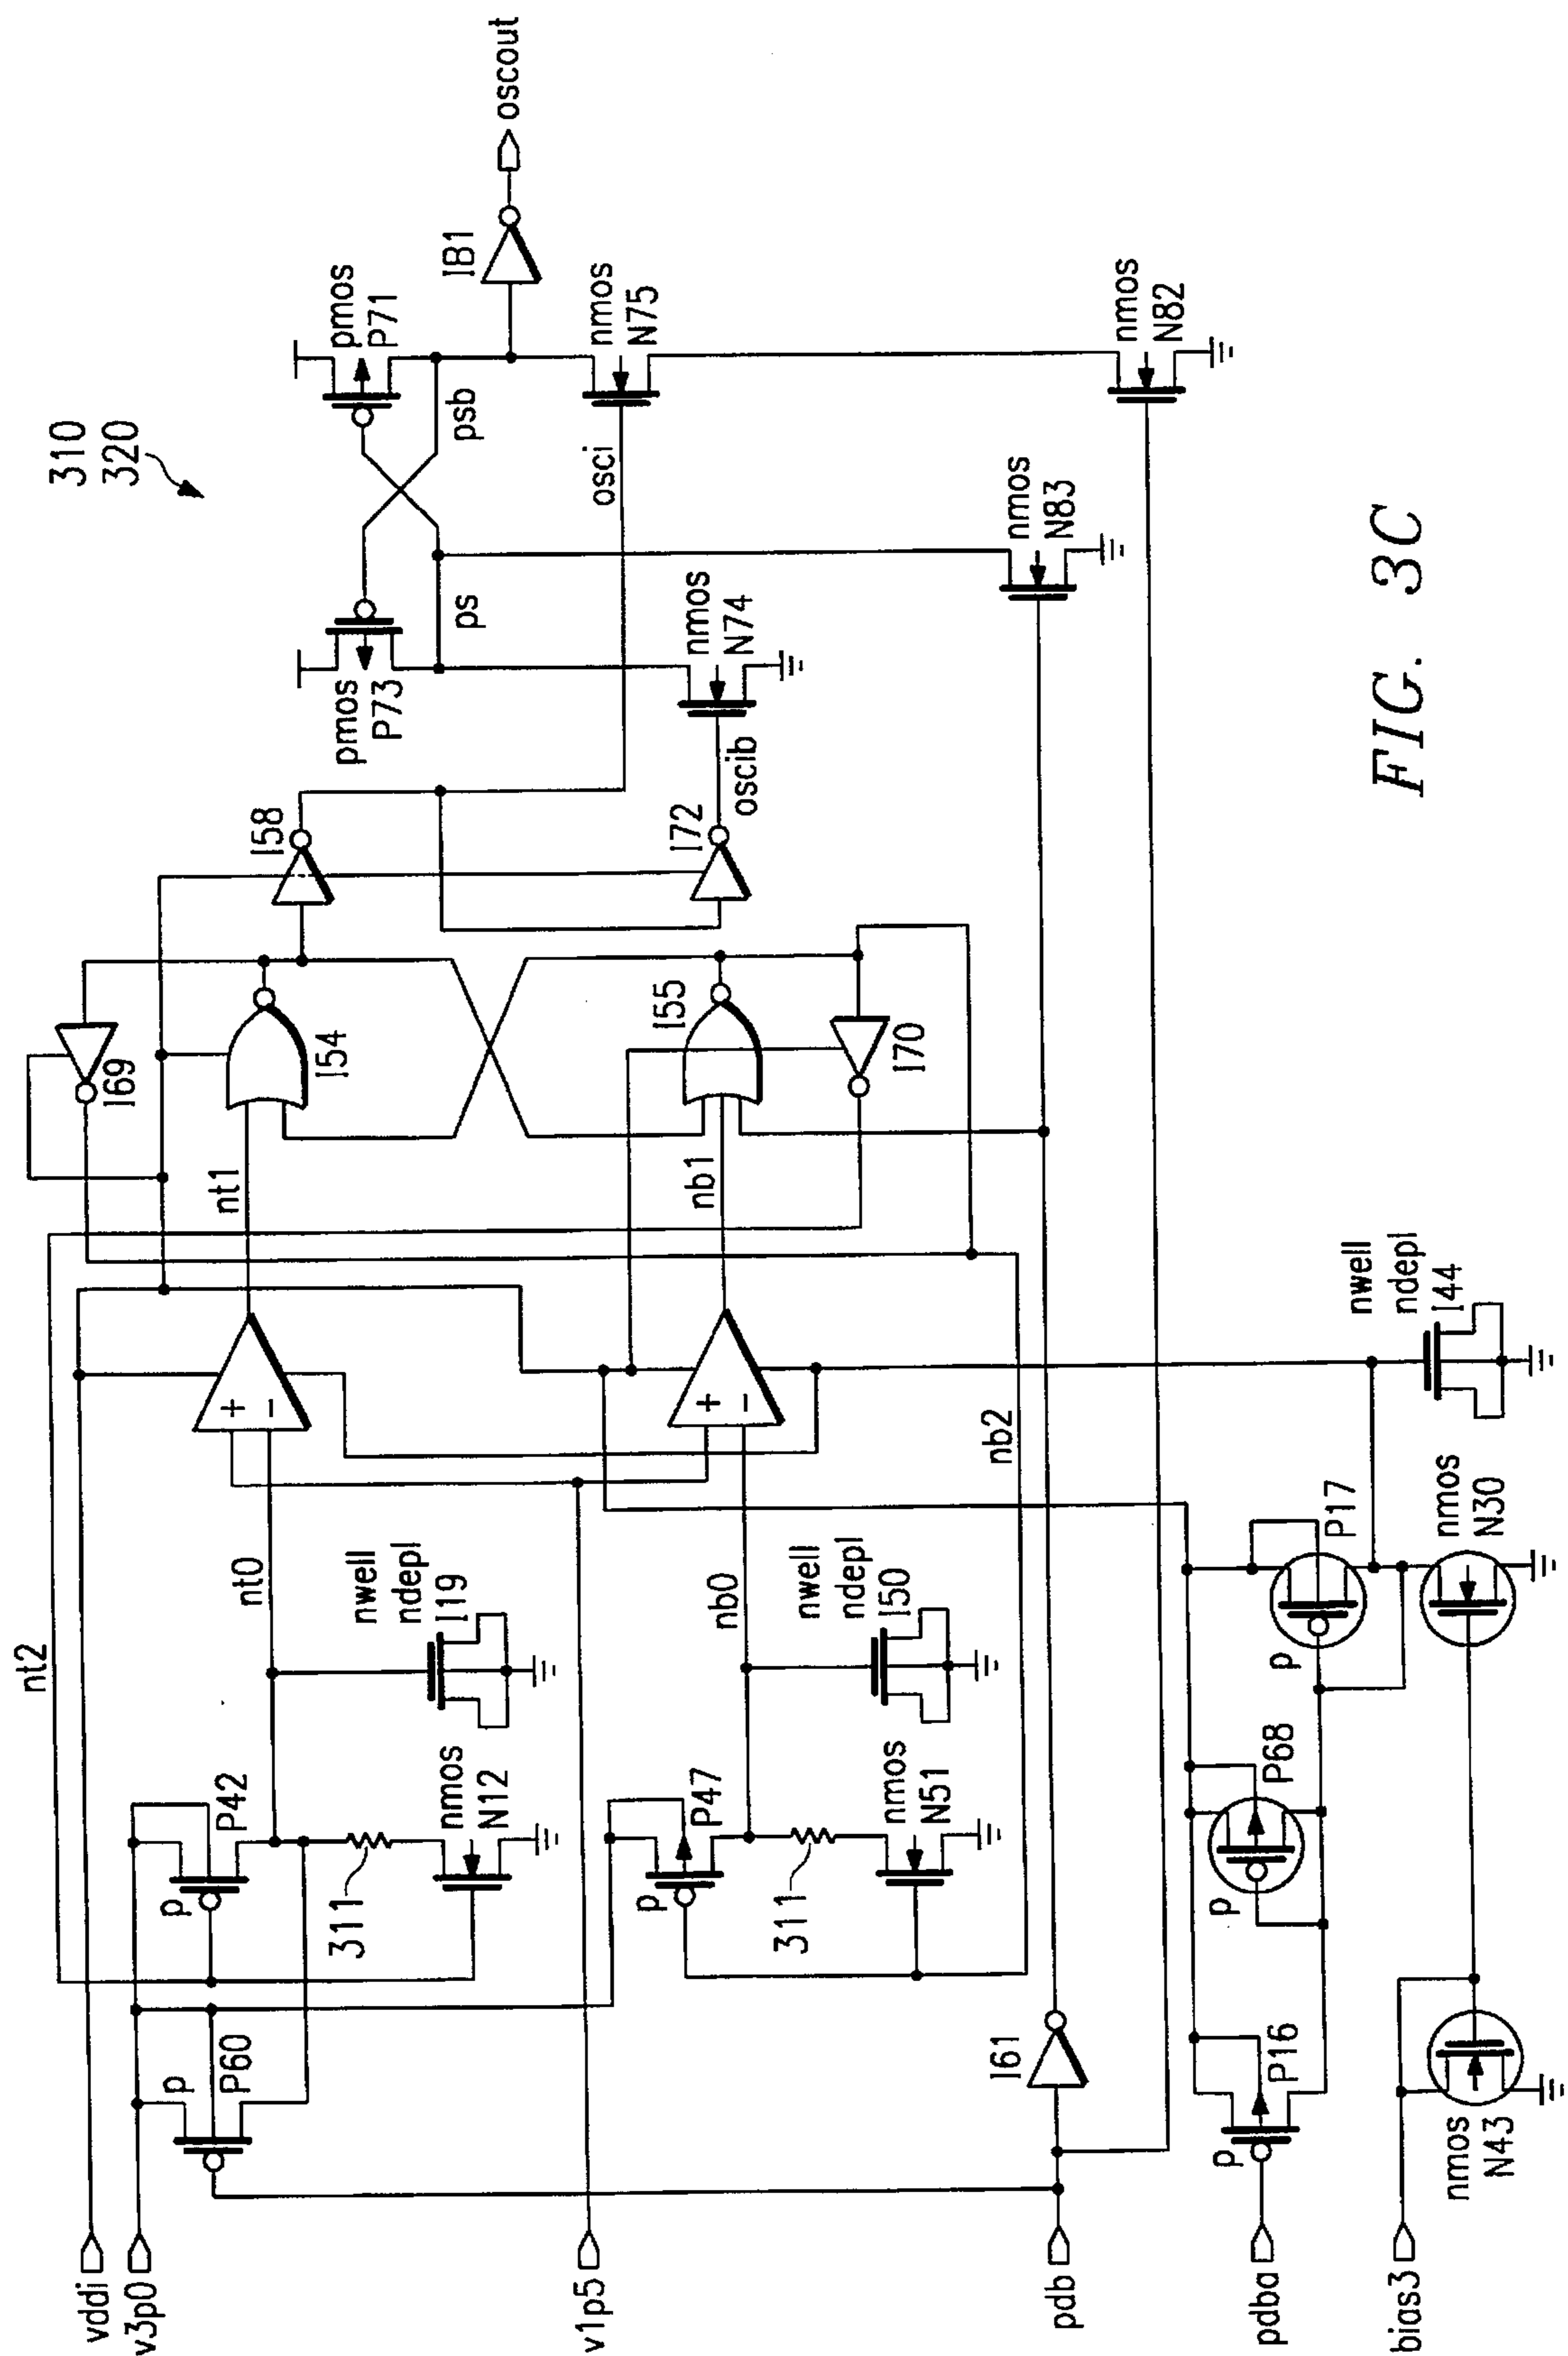 310
320
oscout
IB1
pmos
P71
psb
nmos
N75
osci
nmos
N82
nmos
N83
pmos
P73
ps
nmos
N74
oscib
I58
I72
I69
I54
I55
I70
nt1
nb1
nt2
+
-
+
-
nt0
nb0
nb2
nwell
ndepl
I19
nwell
ndepl
I50
nwell
ndepl
I44
P42
p
311
nmos
N12
P47
p
311
nmos
N51
p
P60
I61
P17
p
nmos
N30
P68
p
P16
p
nmos
N43
vddi
v3p0
v1p5
pdb
pdba
bias3
FIG. 3C